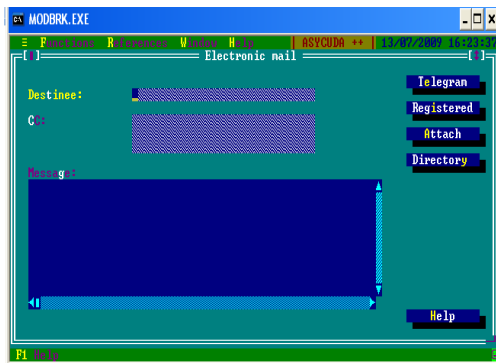 MODBRK.EXE
Functions References Window Help ASYCUDA ++ 13/07/2009 16:23:37
Electronic mail
Destinee:
CC:
Message:
Telegram
Registered
Attach
Directory
Help
F1 Help